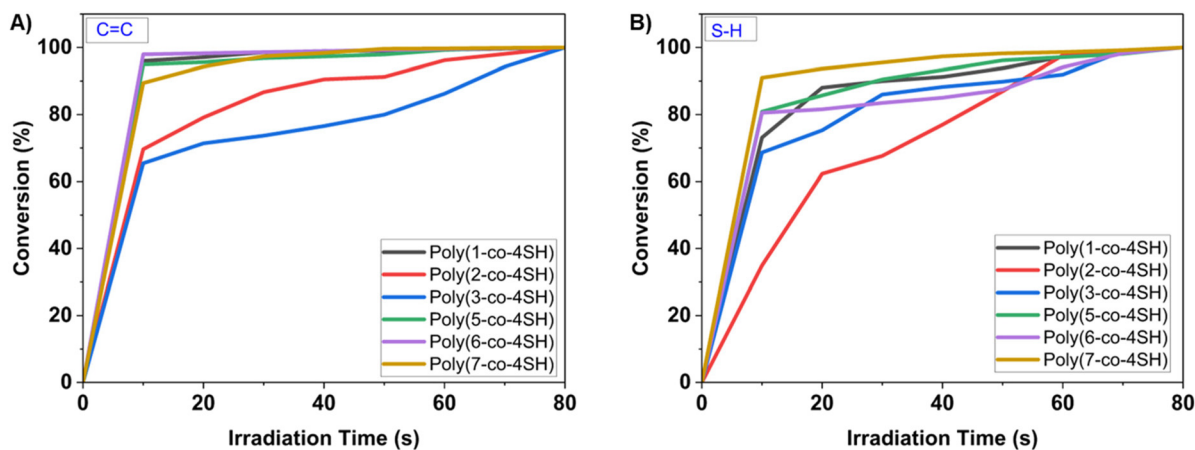 A)
C=C
Conversion (%)
100
80
60
40
20
0
Poly(1-co-4SH)
Poly(2-co-4SH)
Poly(3-co-4SH)
Poly(5-co-4SH)
Poly(6-co-4SH)
Poly(7-co-4SH)
0 20 40 60 80
Irradiation Time (s)
B)
S-H
Conversion (%)
100
80
60
40
20
0
Poly(1-co-4SH)
Poly(2-co-4SH)
Poly(3-co-4SH)
Poly(5-co-4SH)
Poly(6-co-4SH)
Poly(7-co-4SH)
0 20 40 60 80
Irradiation Time (s)